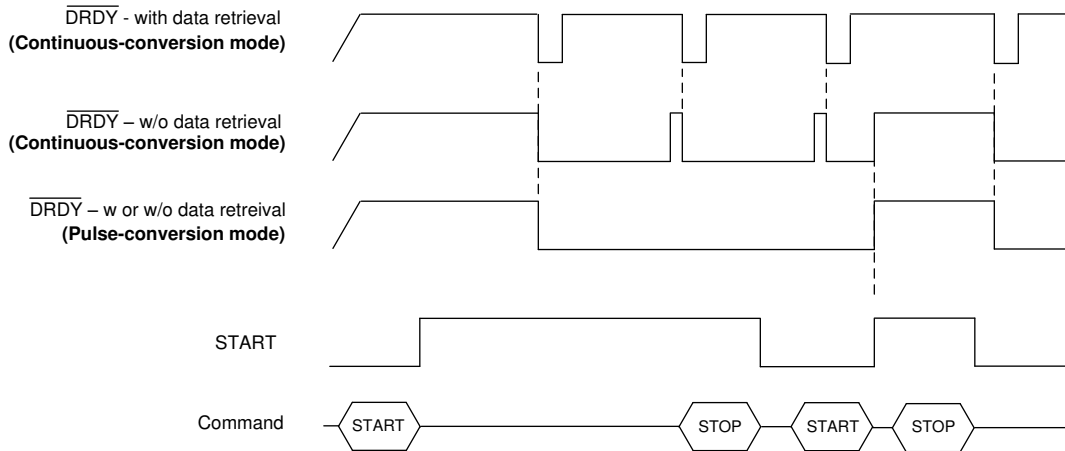 DRDY - with data retrieval
(Continuous-conversion mode)
DRDY – w/o data retrieval
(Continuous-conversion mode)
DRDY – w or w/o data retreival
(Pulse-conversion mode)
START
Command
START
STOP
START
STOP